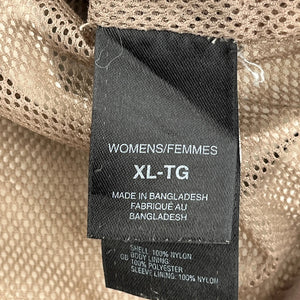 WOMENS/FEMMES
XL-TG
MADE IN BANGLADESH
FABRIQUÉ AU
BANGLADESH
SHELL: 100% NYLON
BODY LINING:
100% POLYESTER
SLEEVE LINING: 100% NYLON